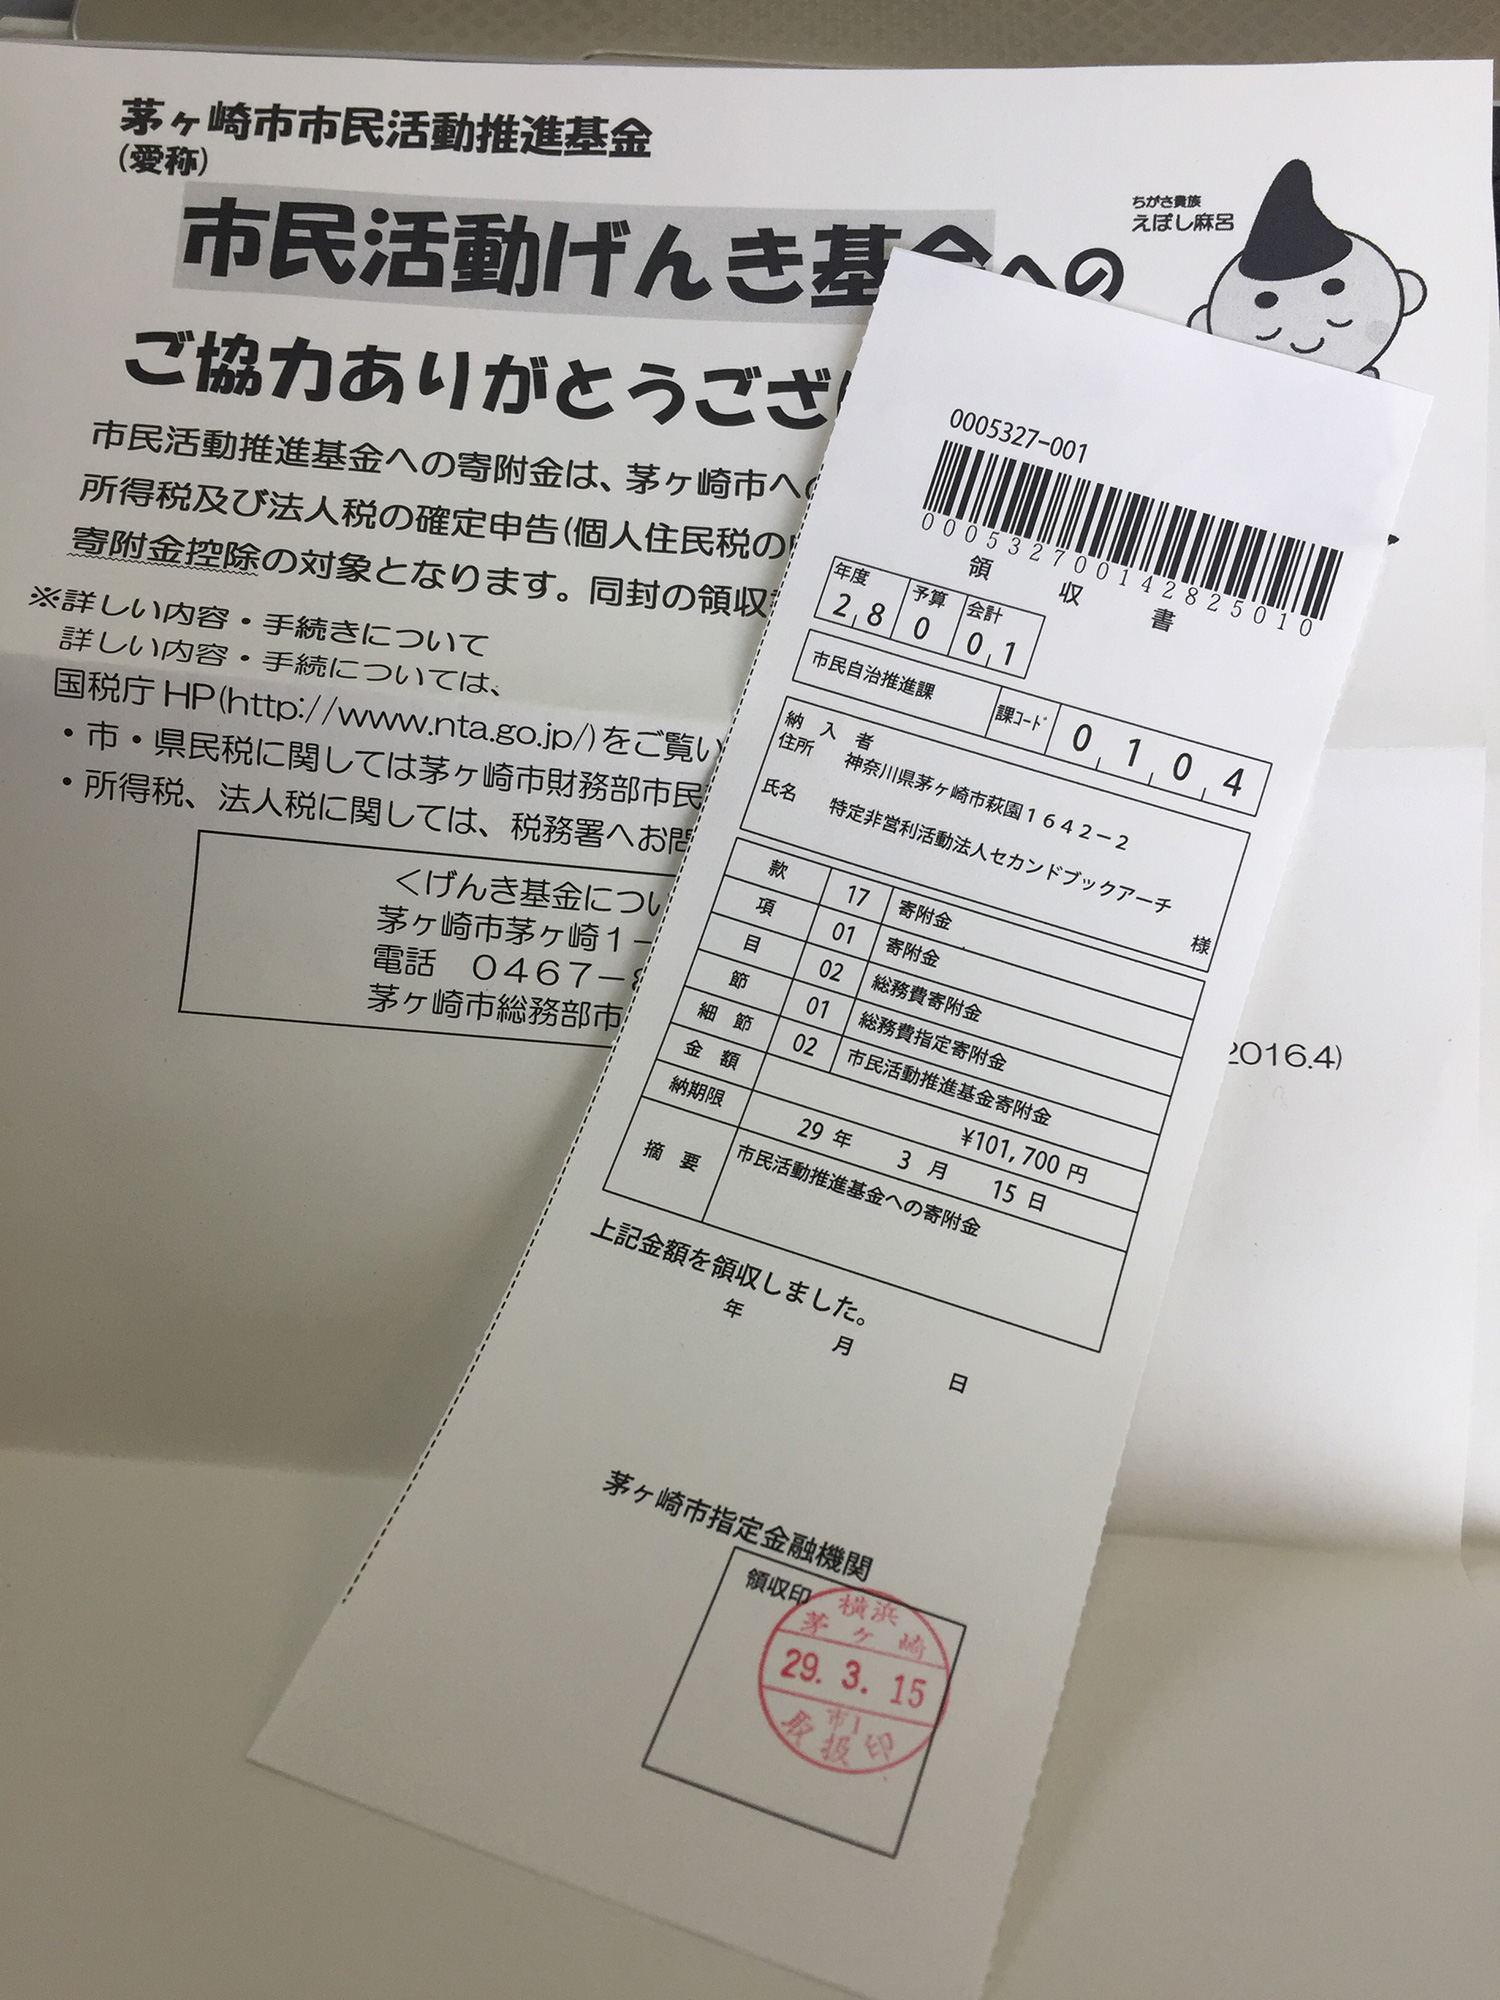 茅ヶ崎市市民活動推進基金
(愛称)
市民活動げんき基金への
ちがさき貴族
えぼし麻呂
ご協力ありがとうござ
市民活動推進基金への寄附金は、茅ヶ崎市へ
所得税及び法人税の確定申告(個人住民税の
寄附金控除の対象となります。同封の領収
※詳しい内容・手続きについて
詳しい内容・手続については、
国税庁HP(http://www.nta.go.jp/)をご覧い
・市・県民税に関しては茅ヶ崎市財務部市民
・所得税、法人税に関しては、税務署へお問
<げんき基金につい
茅ヶ崎市茅ヶ崎1-
電話 0467-8
茅ヶ崎市総務部市
2016.4)
0005327-001
00053270014282501​0
領収書
年度 予算 会計
28 0 01
市民自治推進課 課コード 0104
納入者
住所 神奈川県茅ヶ崎市萩園1642-2
氏名 特定非営利活動法人セカンドブックアーチ
様
款 17 寄附金
項 01 寄附金
目 02 総務費寄附金
節 01 総務費指定寄附金
細節 02 市民活動推進基金寄附金
金額 ¥101,700円
納期限 29年 3月 15日
摘要 市民活動推進基金への寄附金
上記金額を領収しました。
年 月 日
茅ヶ崎市指定金融機関
領収印
横浜
茅ヶ崎
29.3.15
市1
取扱印